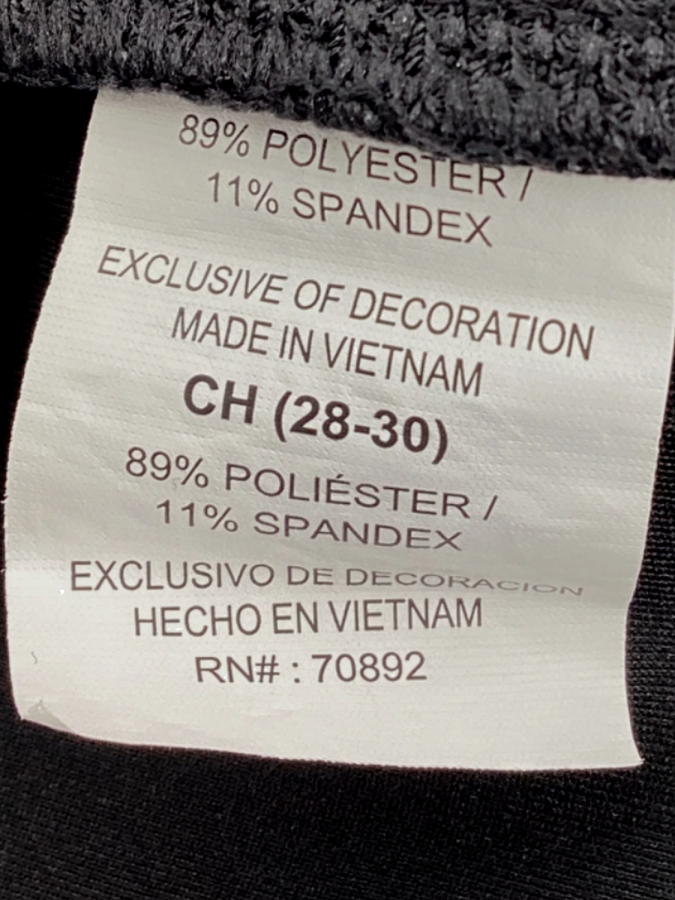 89% POLYESTER /
11% SPANDEX
EXCLUSIVE OF DECORATION
MADE IN VIETNAM
CH (28-30)
89% POLIÉSTER /
11% SPANDEX
EXCLUSIVO DE DECORACION
HECHO EN VIETNAM
RN# : 70892